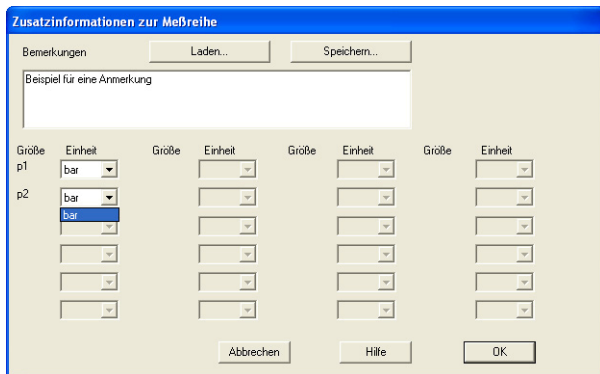 Zusatzinformationen zur Meßreihe
Bemerkungen Laden... Speichern...
Beispiel für eine Anmerkung
Größe Einheit Größe Einheit Größe Einheit Größe Einheit
p1 bar
p2 bar
bar
Abbrechen Hilfe OK